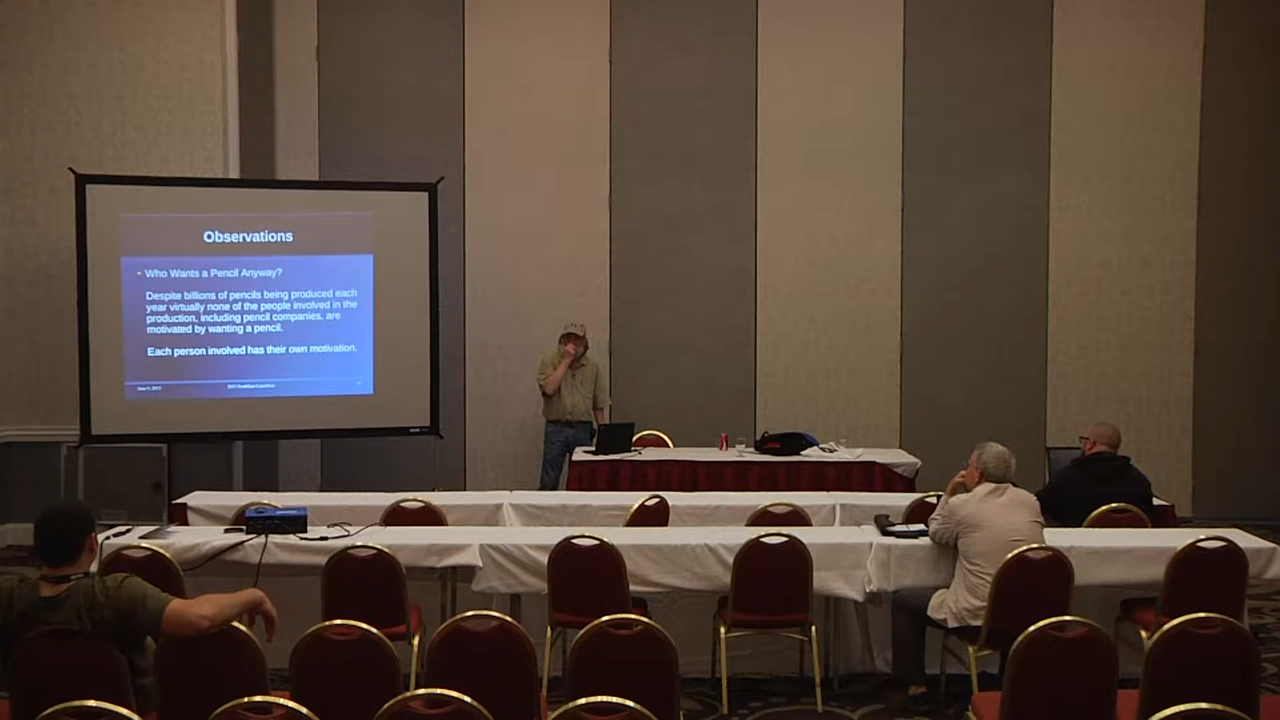 Observations
Who Wants a Pencil Anyway?
Despite billions of pencils being produced each
year virtually none of the people involved in the
production, including pencil companies, are
motivated by wanting a pencil.
Each person involved has their own motivation.